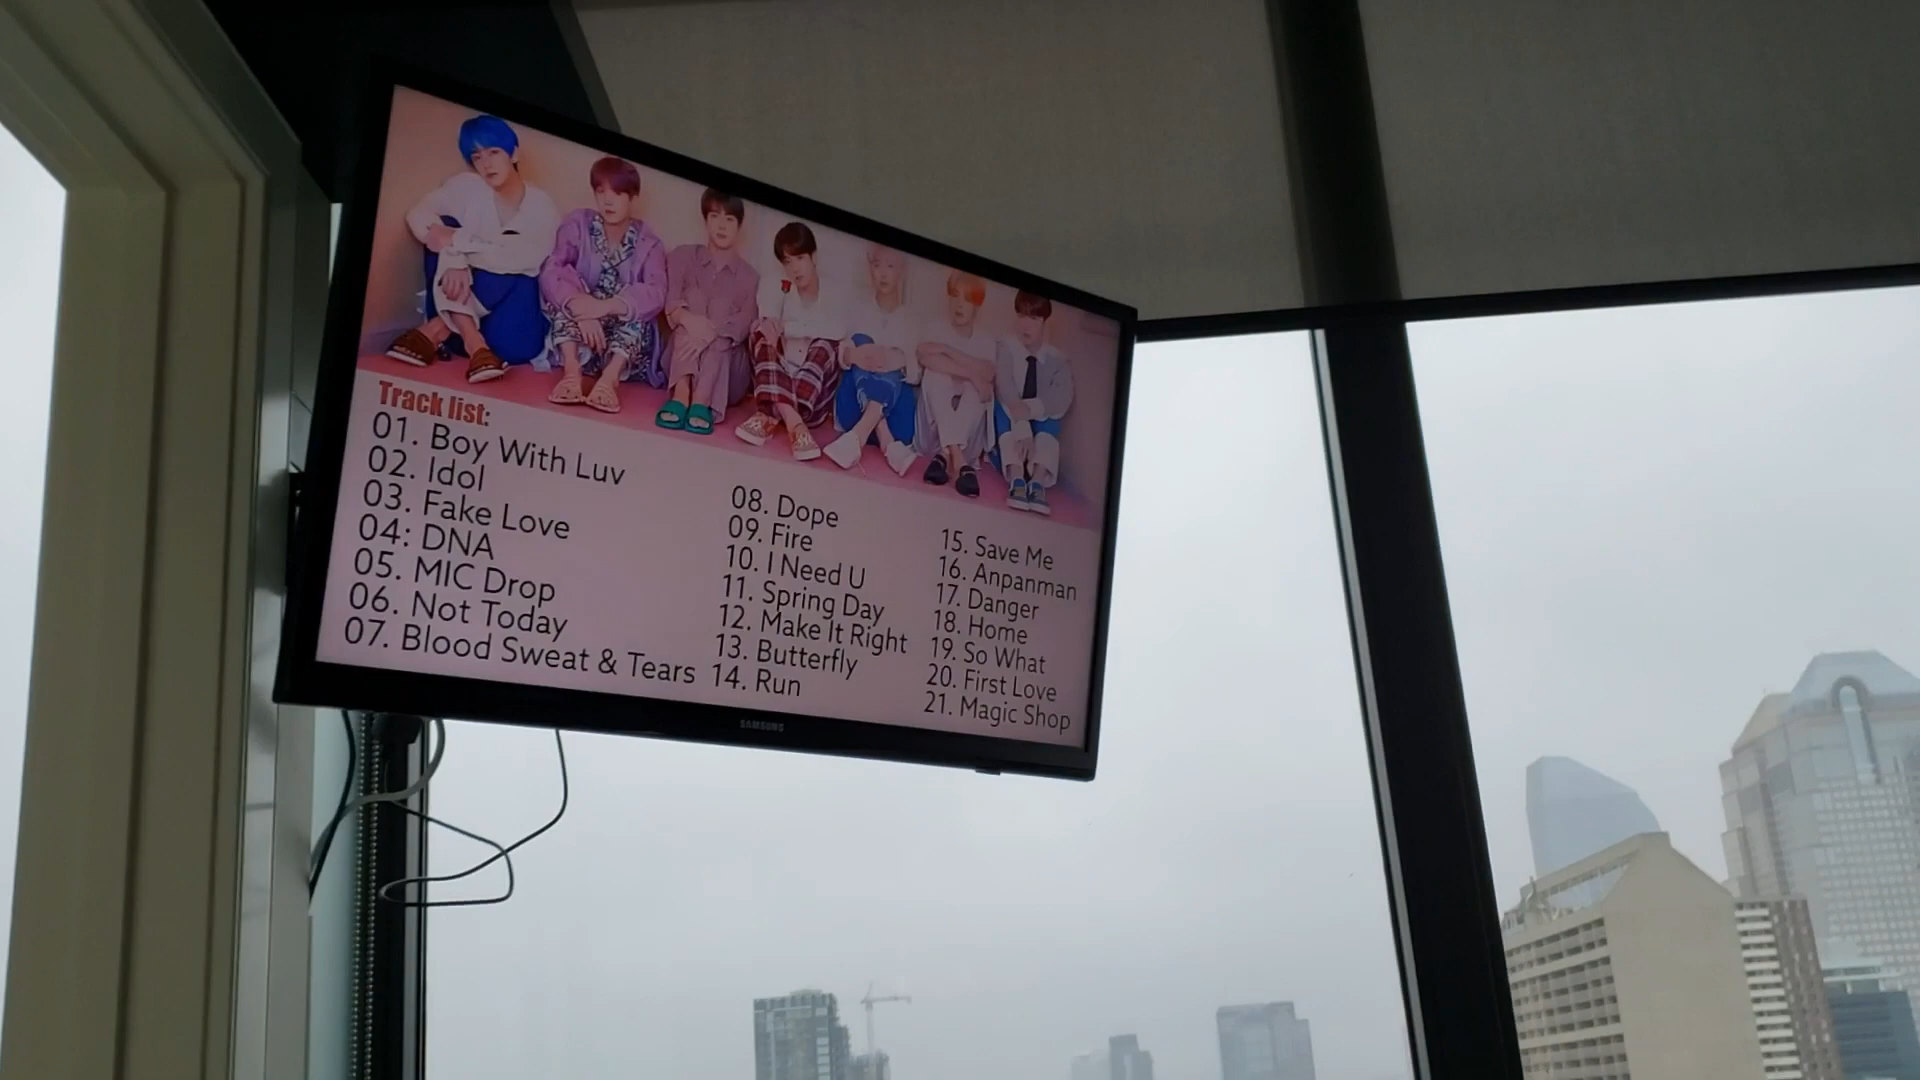 Track list:
01. Boy With Luv
02. Idol
03. Fake Love
04: DNA
05. MIC Drop
06. Not Today
07. Blood Sweat & Tears
08. Dope
09. Fire
10. I Need U
11. Spring Day
12. Make It Right
13. Butterfly
14. Run
15. Save Me
16. Anpanman
17. Danger
18. Home
19. So What
20. First Love
21. Magic Shop
SAMSUNG